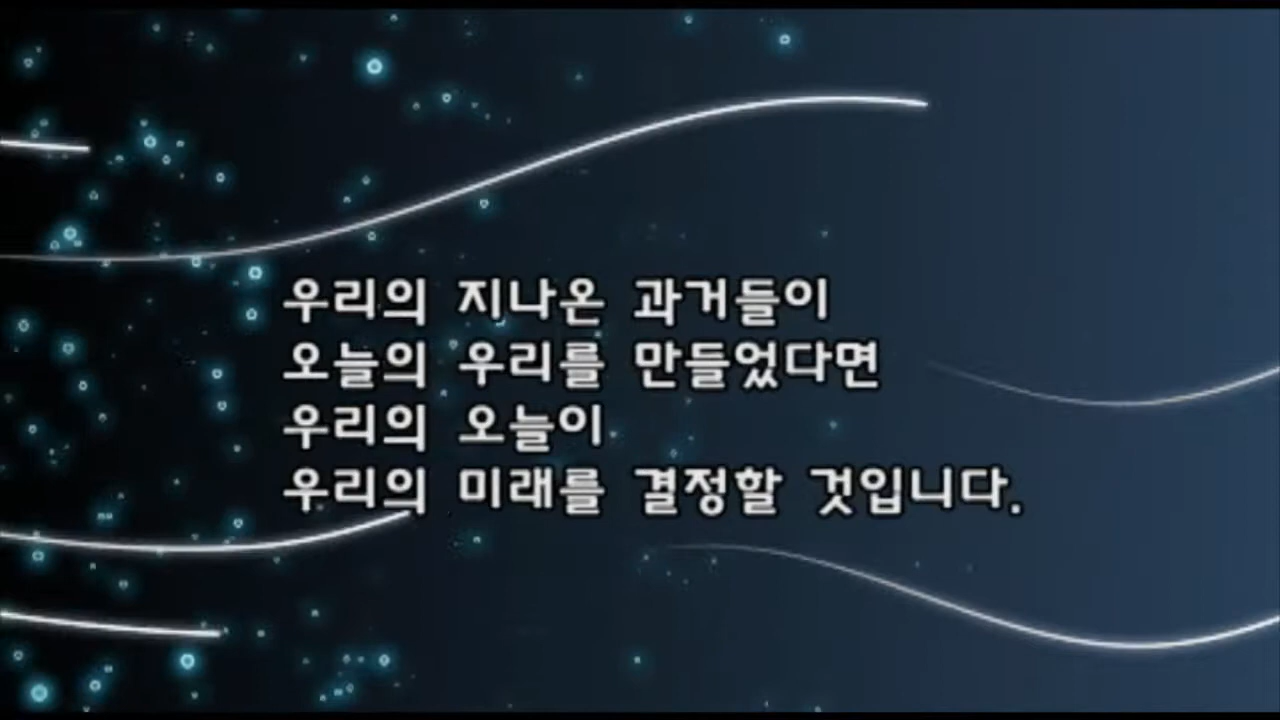 우리의 지나온 과거들이
오늘의 우리를 만들었다면
우리의 오늘이
우리의 미래를 결정할 것입니다.